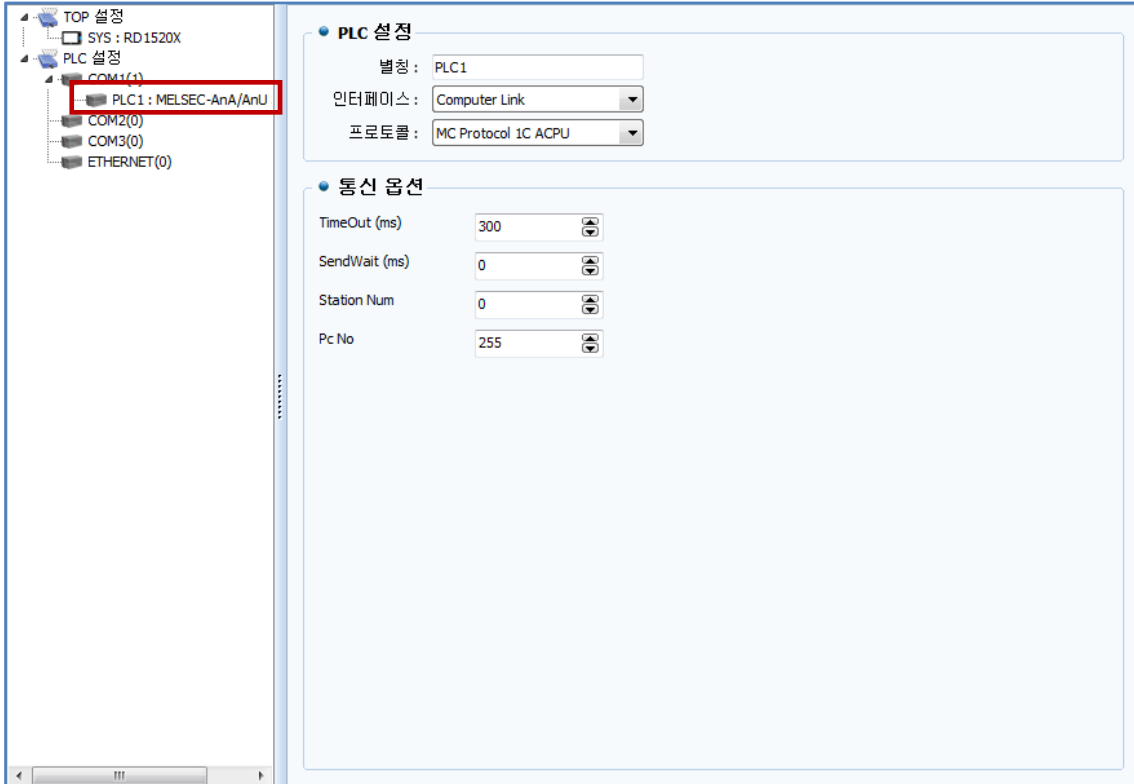 TOP 설정
SYS : RD1520X
PLC 설정
COM1(1)
PLC1 : MELSEC-AnA/AnU
COM2(0)
COM3(0)
ETHERNET(0)
PLC 설정
별칭 : PLC1
인터페이스 : Computer Link
프로토콜 : MC Protocol 1C ACPU
통신 옵션
TimeOut (ms) 300
SendWait (ms) 0
Station Num 0
Pc No 255